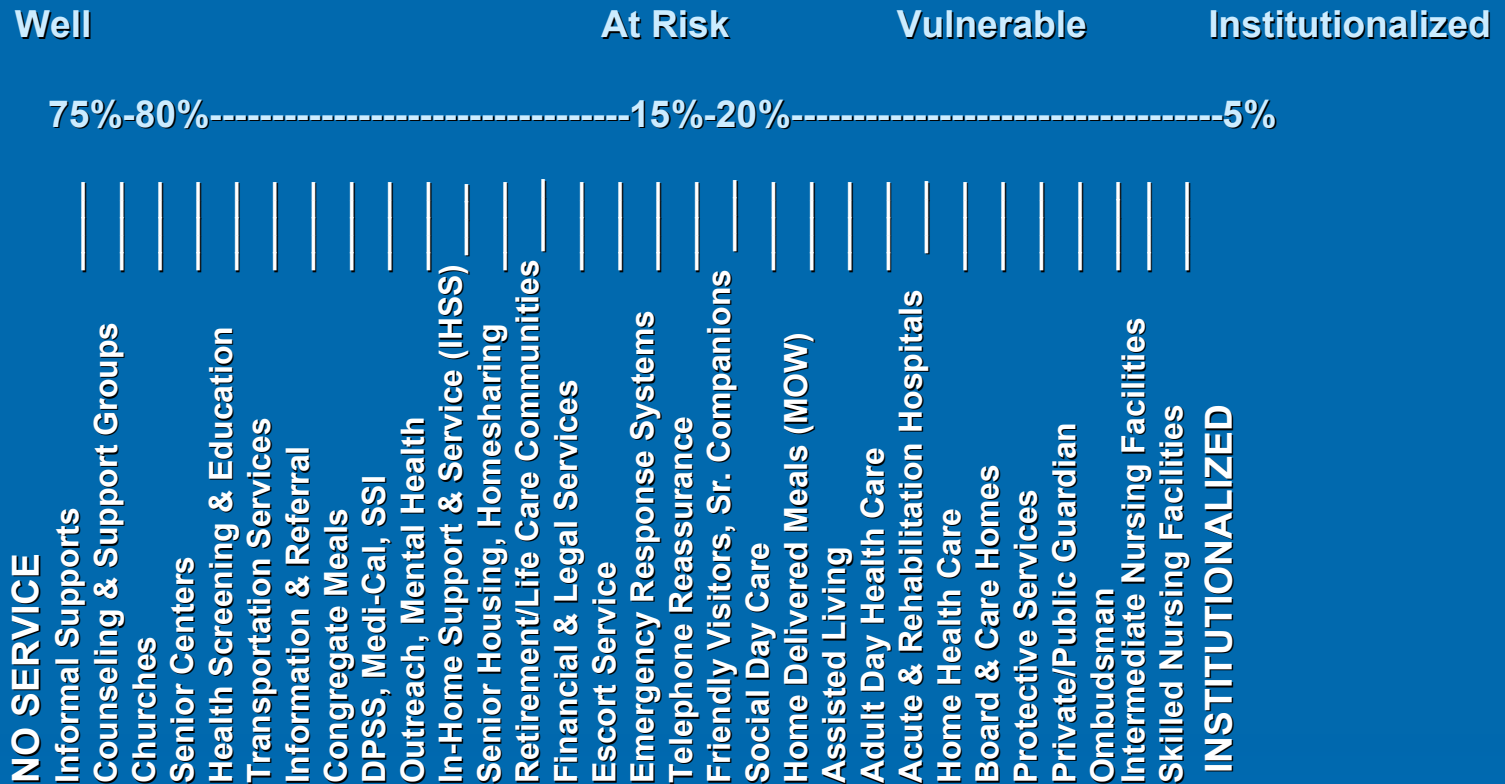 Well At Risk Vulnerable Institutionalized
75%-80%----------------------------------15%-20%-----------------------------------5%
NO SERVICE
Informal Supports
Counseling & Support Groups
Churches
Senior Centers
Health Screening & Education
Transportation Services
Information & Referral
Congregate Meals
DPSS, Medi-Cal, SSI
Outreach, Mental Health
In-Home Support & Service (IHSS)
Senior Housing, Homesharing
Retirement/Life Care Communities
Financial & Legal Services
Escort Service
Emergency Response Systems
Telephone Reassurance
Friendly Visitors, Sr. Companions
Social Day Care
Home Delivered Meals (MOW)
Assisted Living
Adult Day Health Care
Acute & Rehabilitation Hospitals
Home Health Care
Board & Care Homes
Protective Services
Private/Public Guardian
Ombudsman
Intermediate Nursing Facilities
Skilled Nursing Facilities
INSTITUTIONALIZED